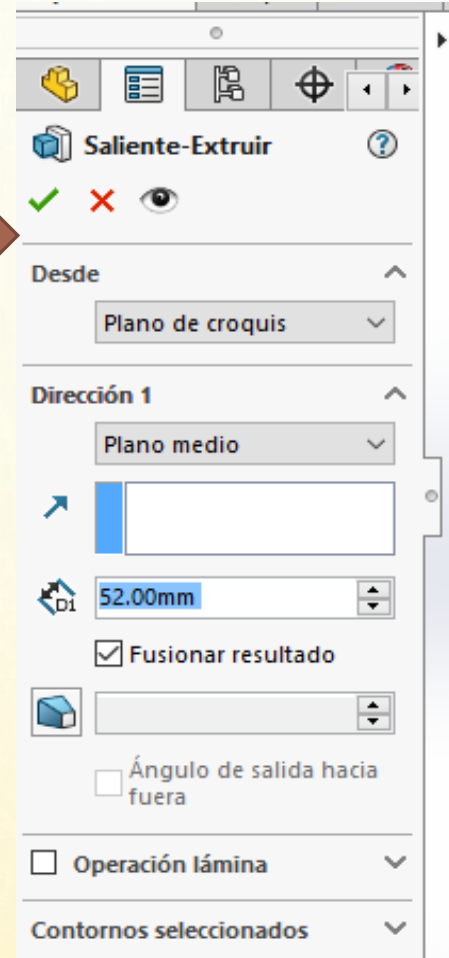 Saliente-Extruir
Desde
Plano de croquis
Dirección 1
Plano medio
D1
52.00mm
Fusionar resultado
Ángulo de salida hacia
fuera
Operación lámina
Contornos seleccionados